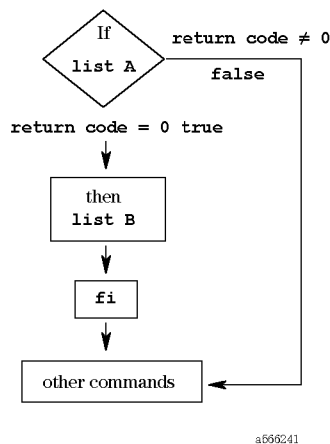 If
list A
return code ≠ 0
false
return code = 0 true
then
list B
fi
other commands
a666241